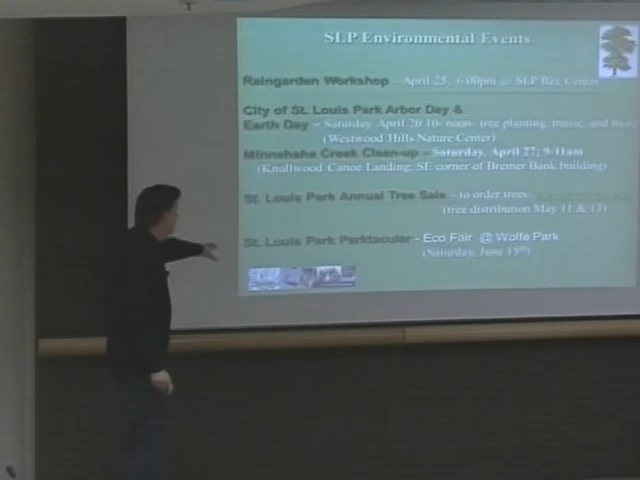 SLP Environmental Events
Raingarden Workshop – April 25, 6:00pm @ SLP Rec Center
City of St. Louis Park Arbor Day &
Earth Day – Saturday, April 20 10- noon- tree planting, music, and more
(Westwood Hills Nature Center)
Minnehaha Creek Clean-up – Saturday, April 27, 9-11am
(Knollwood Canoe Landing: SE corner of Bremer Bank building)
St. Louis Park Annual Tree Sale – to order trees:
(tree distribution May 11 & 13)
St. Louis Park Parktacular - Eco Fair @ Wolfe Park
(Saturday, June 15th)